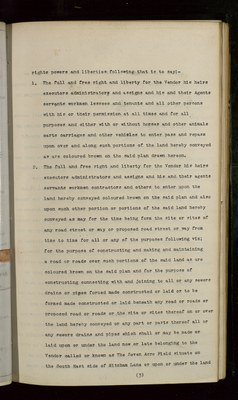 rights powers and liberties following that is to say:-
1. The full and free right and liberty for the Vendor his heirs
executors administrators and assigns and his and their Agents
servants workmen lessees and tenants and all other persons
with his or their permission at all times and for all
purposes and either with or without horses and other animals
carts carriages and other vehicles to enter pass and repass
upon over and along such portions of the land hereby conveyed
as are coloured brown on the said plan drawn hereon.
2. The full and free right and liberty for the Vendor his heirs
executors administrators and assigns and his and their agents
servants workmen contractors and others to enter upon the
land hereby conveyed coloured brown on the said plan and also
upon such other portion or portions of the said land hereby
conveyed as may for the time being form the site or sites of
any road street or way or proposed road street or way from
time to time for all or any of the purposes following viz:
for the purpose of constructing and making and maintaining
a road or roads over such portions of the said land as are
coloured brown on the said plan and for the purpose of
constructing connecting with and joining to all or any sewers
drains or pipes formed made constructed or laid or to be
formed made constructed or laid beneath any road or roads or
proposed road or roads or the site or sites thereof on or over
the land hereby conveyed or any part or parts thereof all or
any sewers drains and pipes which shall or may be made or
laid upon or under the land now or late belonging to the
Vendor called or known as The Seven Acre Field situate on
the South East side of Mitcham Lane or upon or under the land
(3)